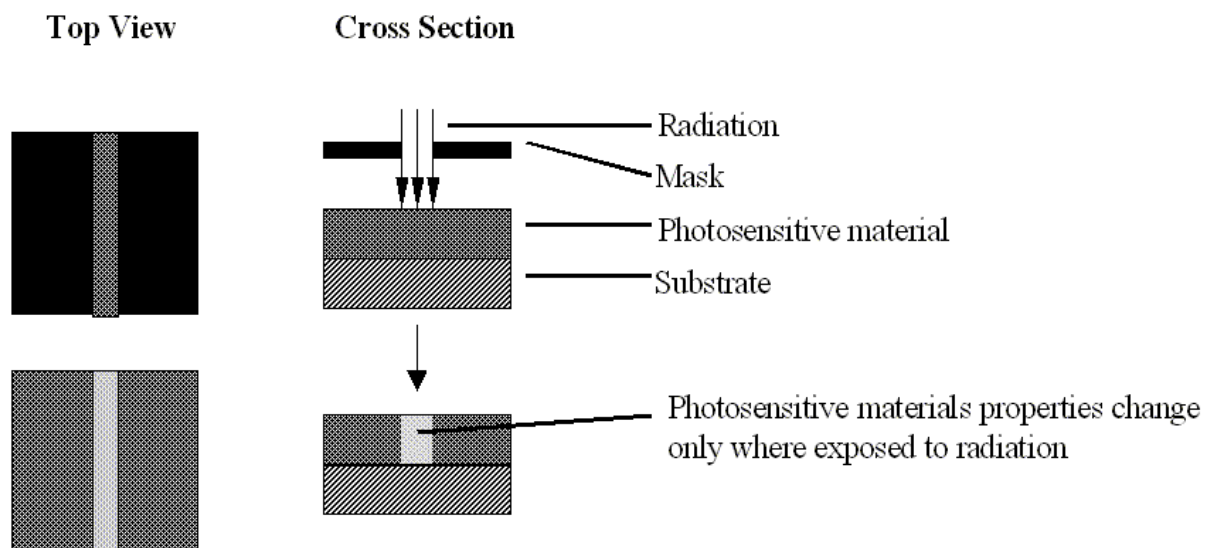 Top View
Cross Section
Radiation
Mask
Photosensitive material
Substrate
Photosensitive materials properties change
only where exposed to radiation